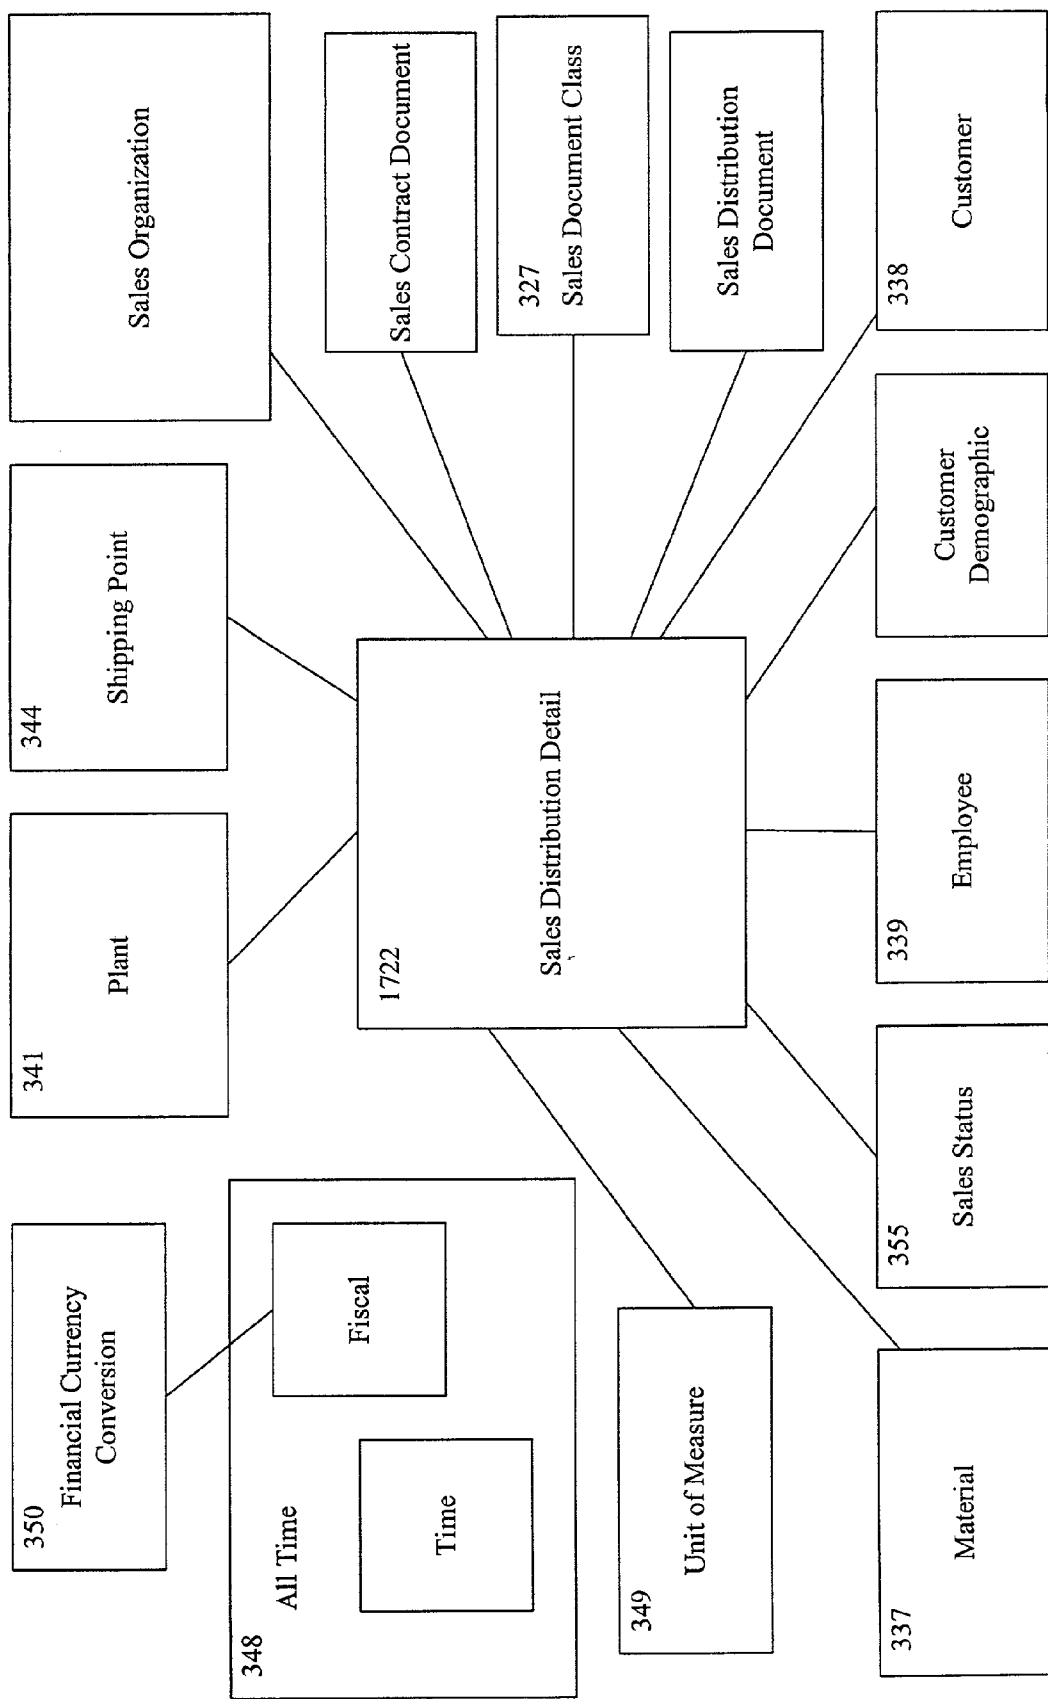 350
Financial Currency
Conversion
341
Plant
344
Shipping Point
Sales Organization
348
All Time
Time
Fiscal
Sales Contract Document
1722
Sales Distribution Detail
327
Sales Document Class
349
Unit of Measure
Sales Distribution
Document
337
Material
355
Sales Status
339
Employee
Customer
Demographic
338
Customer